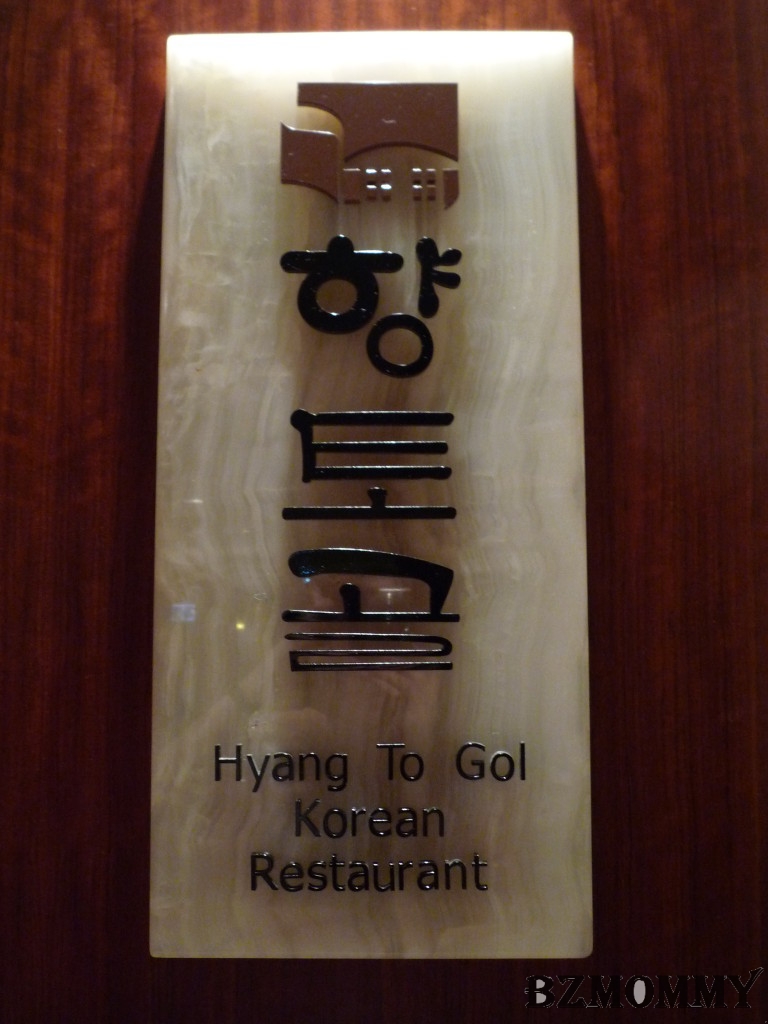 향
토
골
Hyang To Gol
Korean
Restaurant
BZMOMMY